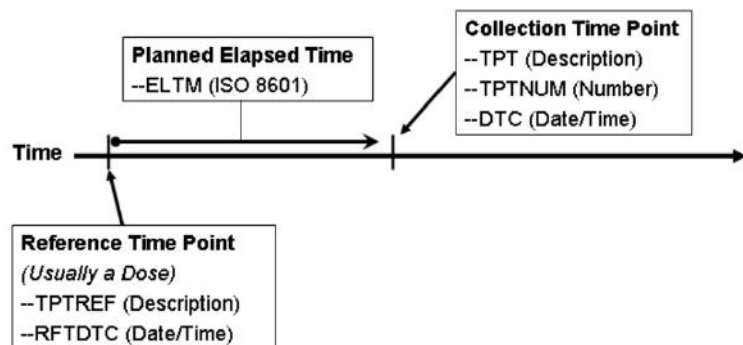 Planned Elapsed Time
--ELTM (ISO 8601)
Collection Time Point
--TPT (Description)
--TPTNUM (Number)
--DTC (Date/Time)
Time
Reference Time Point
(Usually a Dose)
--TPTREF (Description)
--RFTDTC (Date/Time)